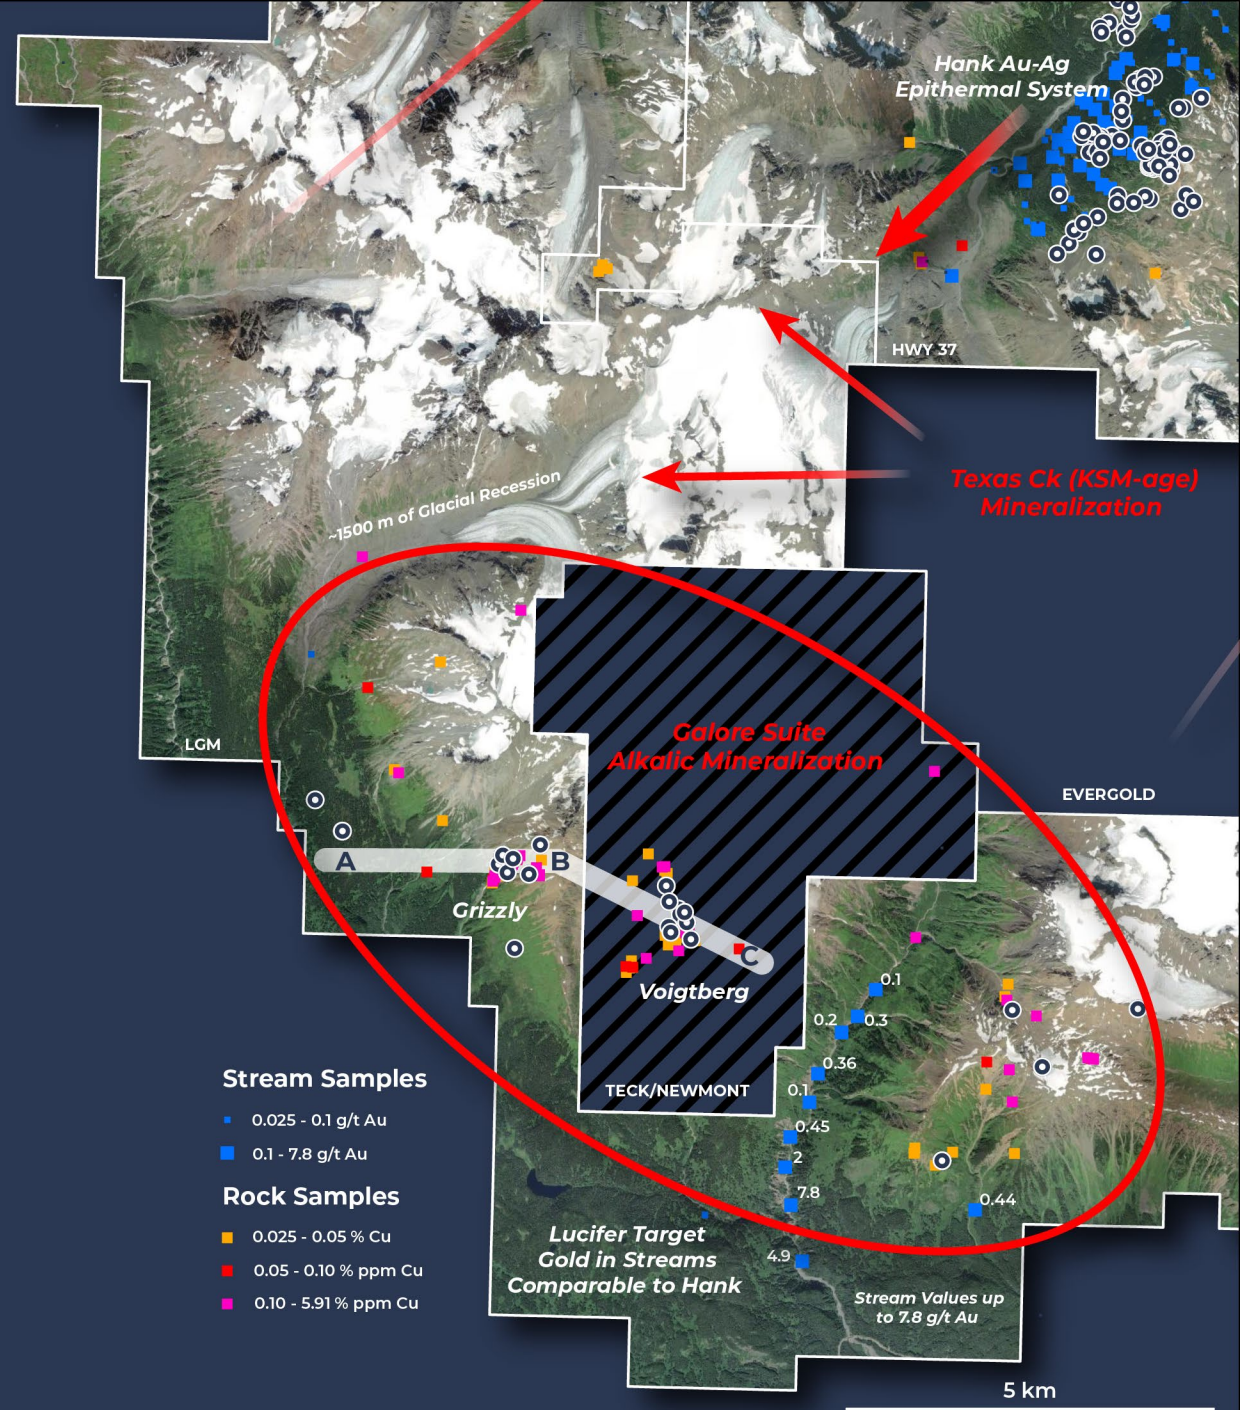 Hank Au-Ag
Epithermal System
HWY 37
Texas Ck (KSM-age)
Mineralization
~1500 m of Glacial Recession
LGM
Galore Suite
Alkalic Mineralization
EVERGOLD
A
B
C
Grizzly
Voigtberg
0.1
0.2
0.3
0.36
0.1
0.45
2
7.8
0.44
4.9
TECK/NEWMONT
Stream Samples
0.025 - 0.1 g/t Au
0.1 - 7.8 g/t Au
Rock Samples
0.025 - 0.05 % Cu
0.05 - 0.10 % ppm Cu
0.10 - 5.91 % ppm Cu
Lucifer Target
Gold in Streams
Comparable to Hank
Stream Values up
to 7.8 g/t Au
5 km